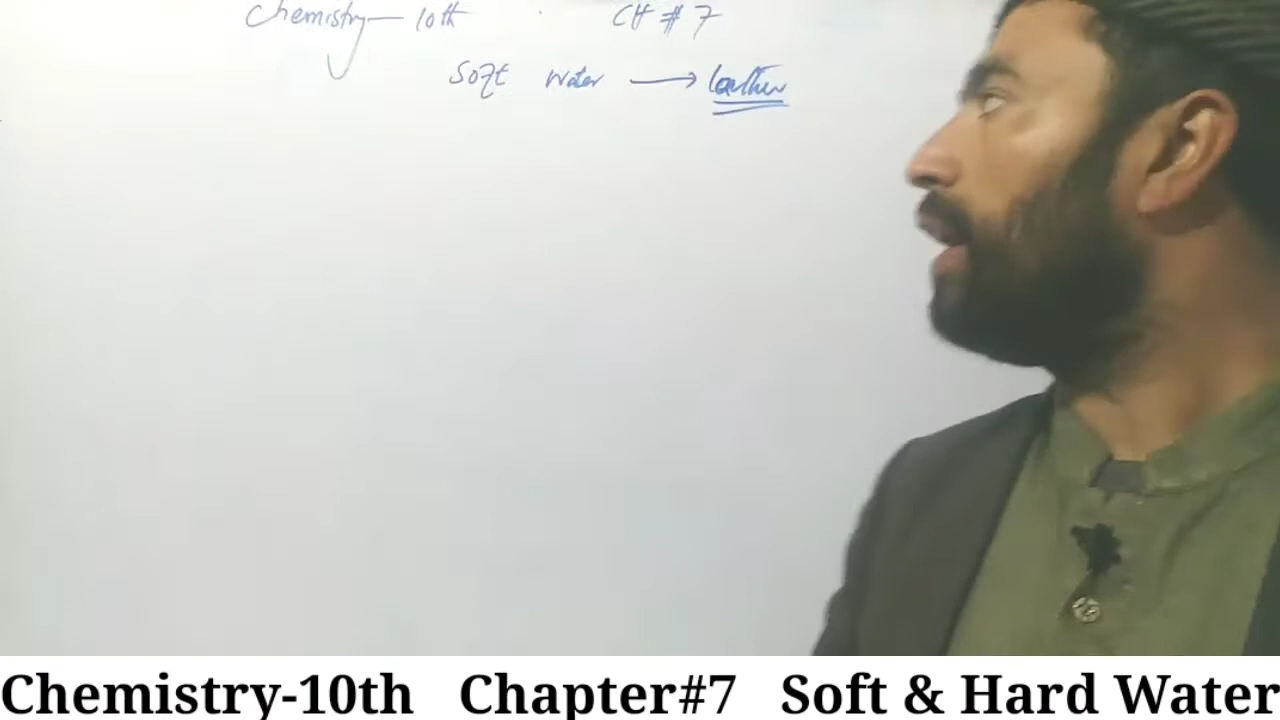 Chemistry- 10th CH # 7
Soft water → lather
Chemistry-10th Chapter#7 Soft & Hard Water